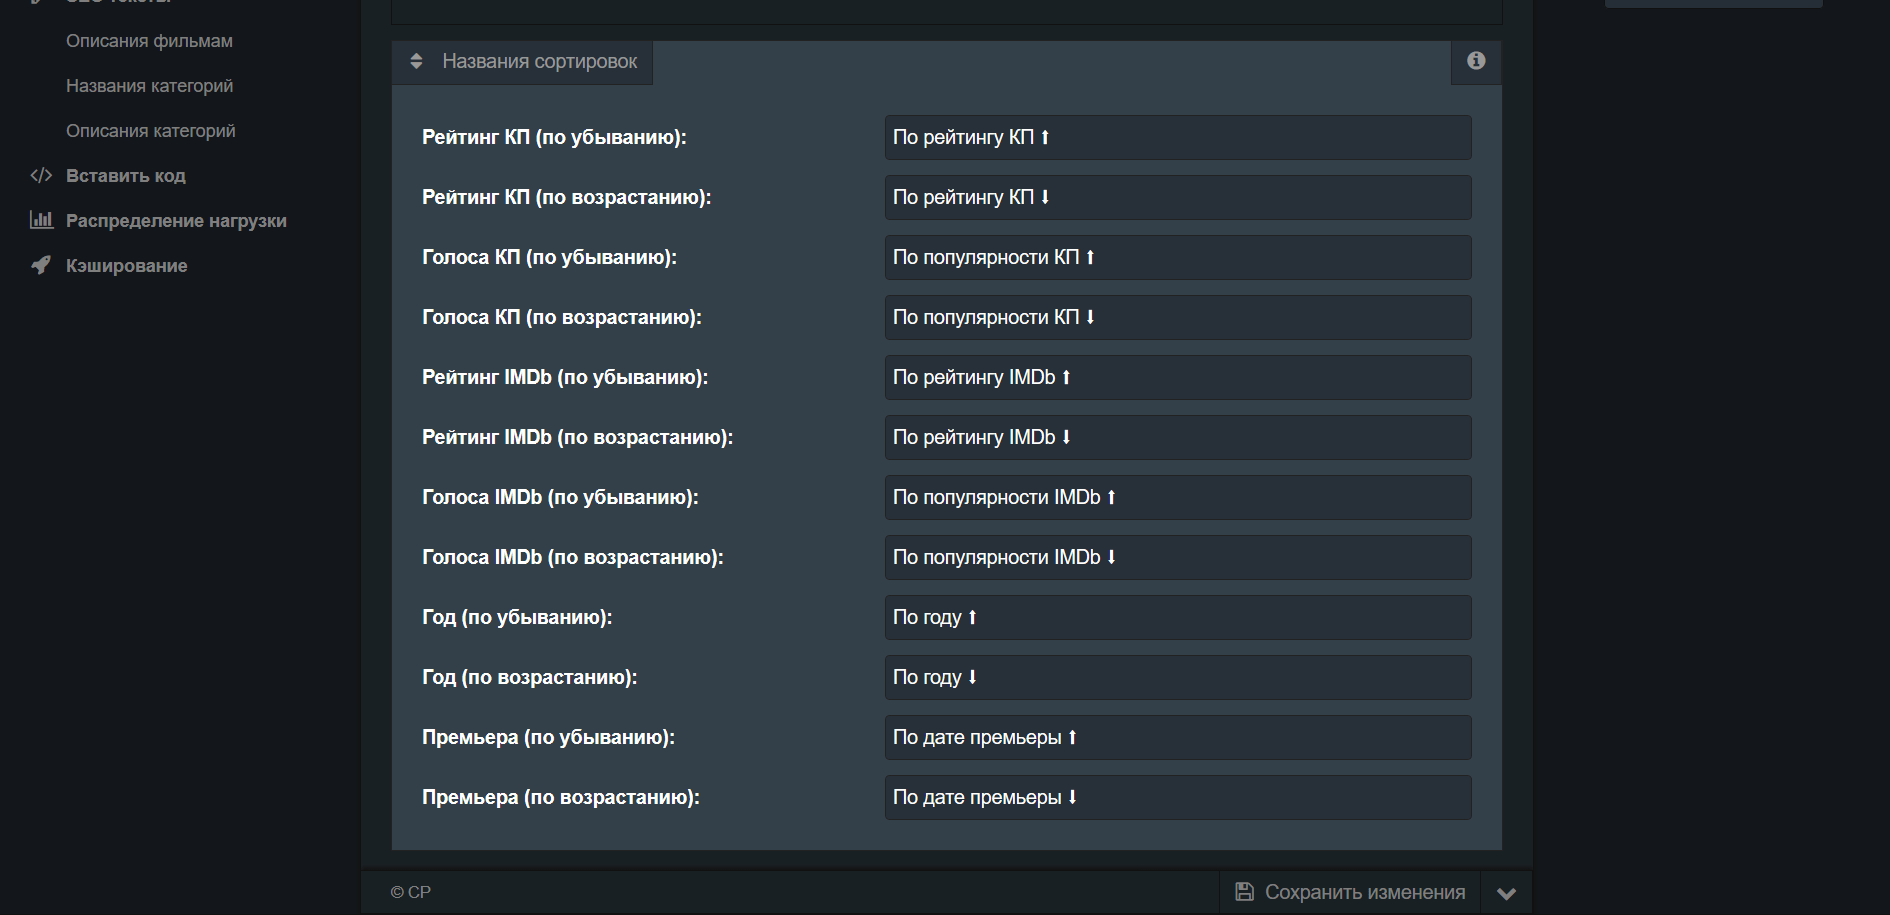 Описания фильмам
Названия категорий
Описания категорий
Вставить код
Распределение нагрузки
Кэширование
Названия сортировок
Рейтинг КП (по убыванию): По рейтингу КП ⬆
Рейтинг КП (по возрастанию): По рейтингу КП ⬇
Голоса КП (по убыванию): По популярности КП ⬆
Голоса КП (по возрастанию): По популярности КП ⬇
Рейтинг IMDb (по убыванию): По рейтингу IMDb ⬆
Рейтинг IMDb (по возрастанию): По рейтингу IMDb ⬇
Голоса IMDb (по убыванию): По популярности IMDb ⬆
Голоса IMDb (по возрастанию): По популярности IMDb ⬇
Год (по убыванию): По году ⬆
Год (по возрастанию): По году ⬇
Премьера (по убыванию): По дате премьеры ⬆
Премьера (по возрастанию): По дате премьеры ⬇
© CP
Сохранить изменения